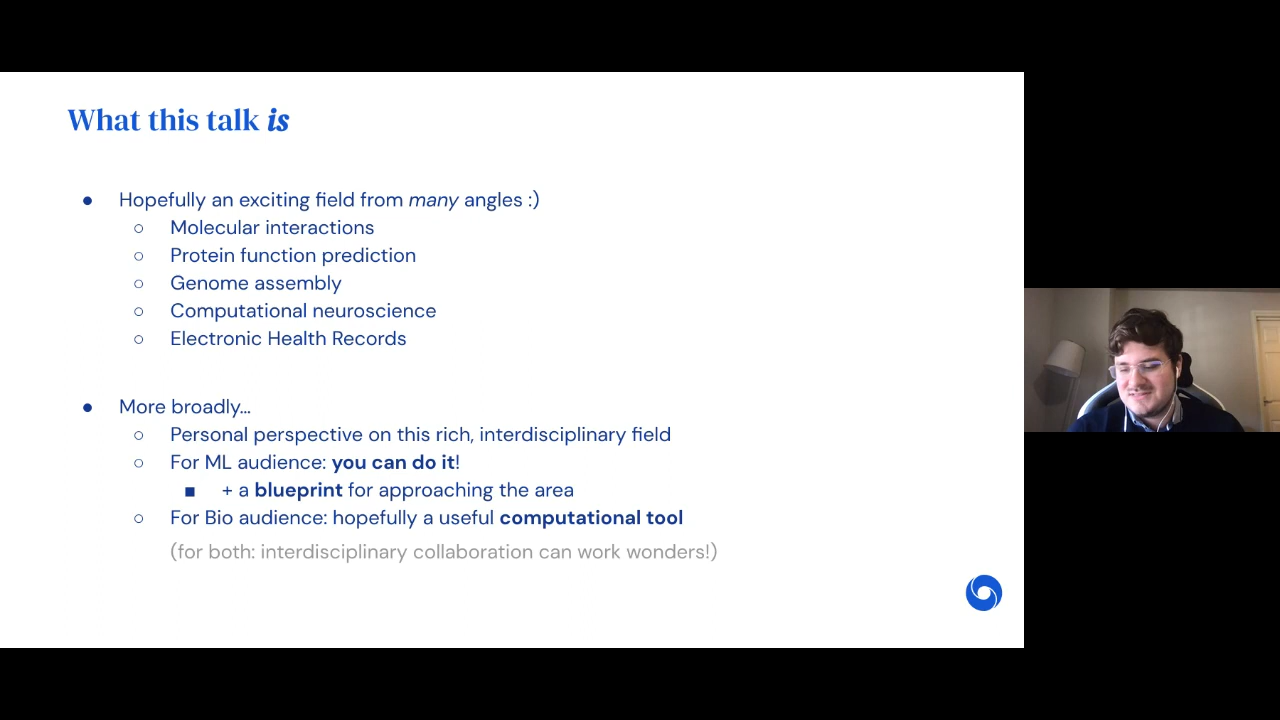 What this talk is
● Hopefully an exciting field from many angles :)
○ Molecular interactions
○ Protein function prediction
○ Genome assembly
○ Computational neuroscience
○ Electronic Health Records
● More broadly...
○ Personal perspective on this rich, interdisciplinary field
○ For ML audience: you can do it!
■ + a blueprint for approaching the area
○ For Bio audience: hopefully a useful computational tool
(for both: interdisciplinary collaboration can work wonders!)